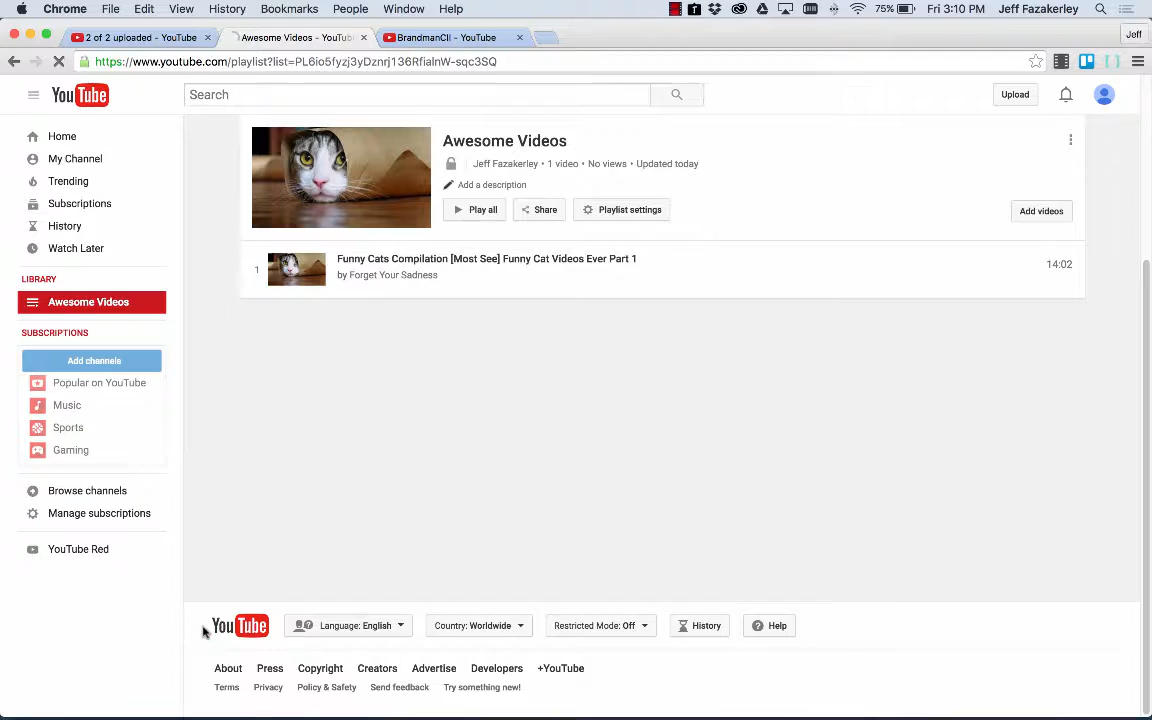 Chrome File Edit View History Bookmarks People Window Help 75% Fri 3:10 PM Jeff Fazakerley
2 of 2 uploaded - YouTube Awesome Videos - YouTub BrandmanCII - YouTube Jeff
https://www.youtube.com/playlist?list=PL6io5fyzj3yDznrj136RfialnW-sqc3SQ
YouTube Search Upload
Home
My Channel
Trending
Subscriptions
History
Watch Later
LIBRARY
Awesome Videos
SUBSCRIPTIONS
Add channels
Popular on YouTube
Music
Sports
Gaming
Browse channels
Manage subscriptions
YouTube Red
Awesome Videos
Jeff Fazakerley • 1 video • No views • Updated today
Add a description
Play all Share Playlist settings Add videos
1 Funny Cats Compilation [Most See] Funny Cat Videos Ever Part 1 14:02
by Forget Your Sadness
YouTube Language: English Country: Worldwide Restricted Mode: Off History Help
About Press Copyright Creators Advertise Developers +YouTube
Terms Privacy Policy & Safety Send feedback Try something new!